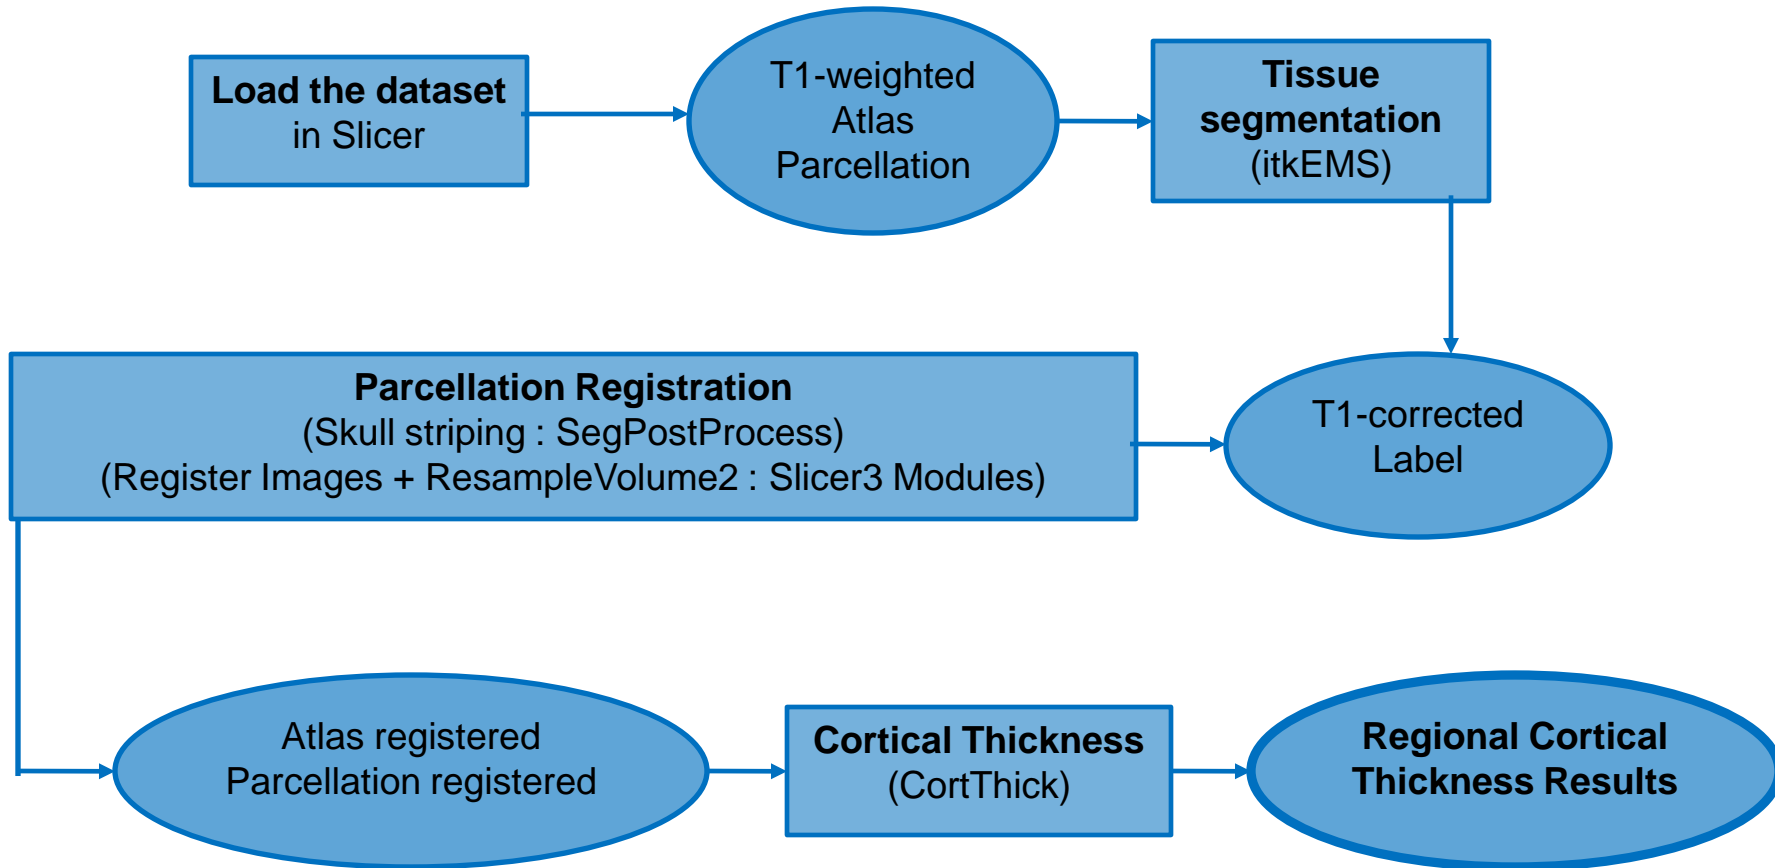 Load the dataset
in Slicer
T1-weighted
Atlas
Parcellation
Tissue
segmentation
(itkEMS)
Parcellation Registration
(Skull striping : SegPostProcess)
(Register Images + ResampleVolume2 : Slicer3 Modules)
T1-corrected
Label
Atlas registered
Parcellation registered
Cortical Thickness
(CortThick)
Regional Cortical
Thickness Results